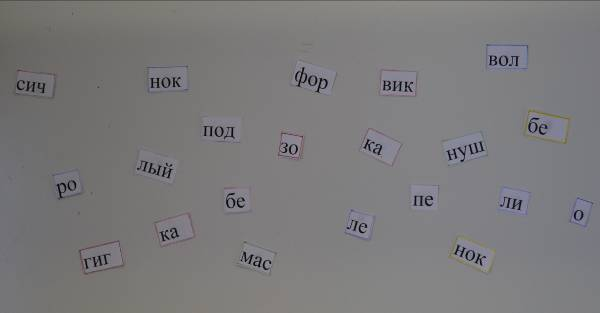 сич нок фор вик вол
под зо ка нуш бе
ро лый бе ле пе ли о
гиг ка мас нок